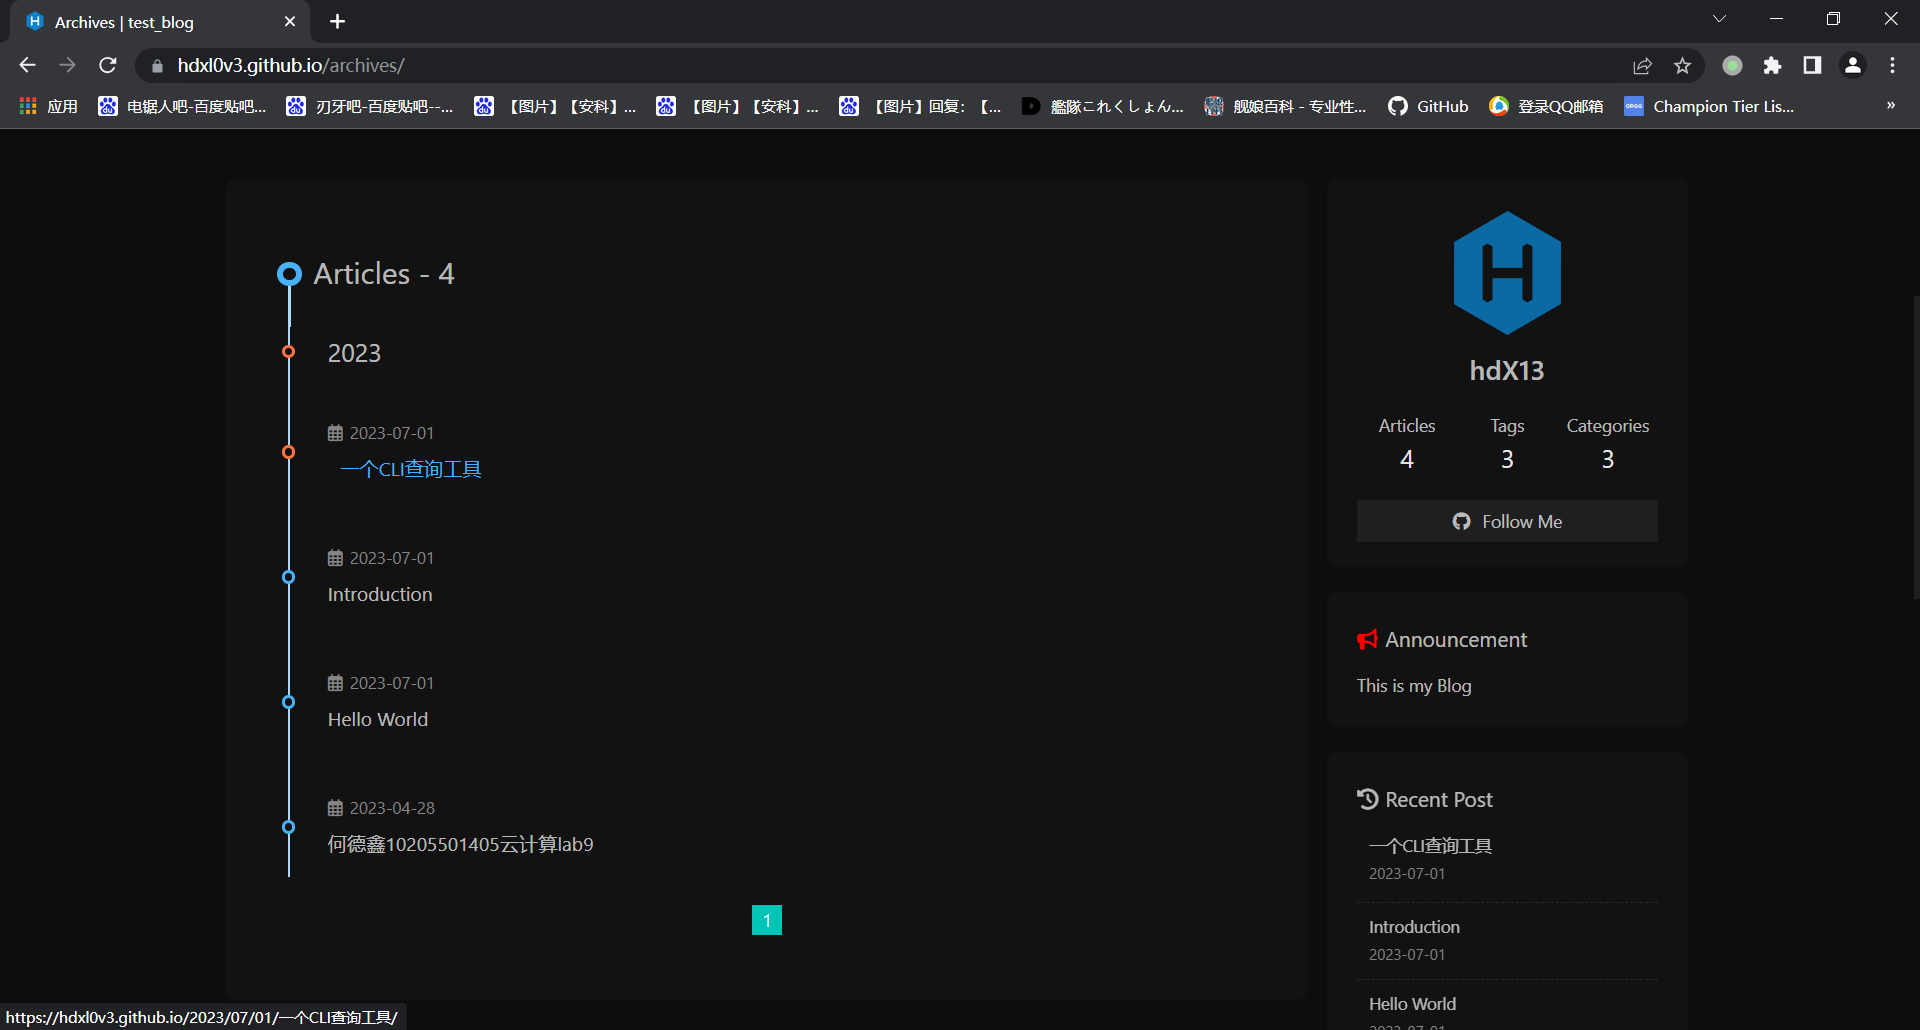 Archives | test_blog
hdxl0v3.github.io/archives/
应用
电锯人吧-百度贴吧...
刃牙吧-百度贴吧--...
【图片】【安科】...
【图片】【安科】...
【图片】回复：【...
艦隊これくしょん...
舰娘百科 - 专业性...
GitHub
登录QQ邮箱
OP.GG
Champion Tier Lis...
»
Articles - 4
2023
2023-07-01
一个CLI查询工具
2023-07-01
Introduction
2023-07-01
Hello World
2023-04-28
何德鑫10205501405云计算lab9
1
hdX13
Articles
Tags
Categories
4
3
3
Follow Me
Announcement
This is my Blog
Recent Post
一个CLI查询工具
2023-07-01
Introduction
2023-07-01
Hello World
2023-07-01
https://hdxl0v3.github.io/2023/07/01/一个CLI查询工具/